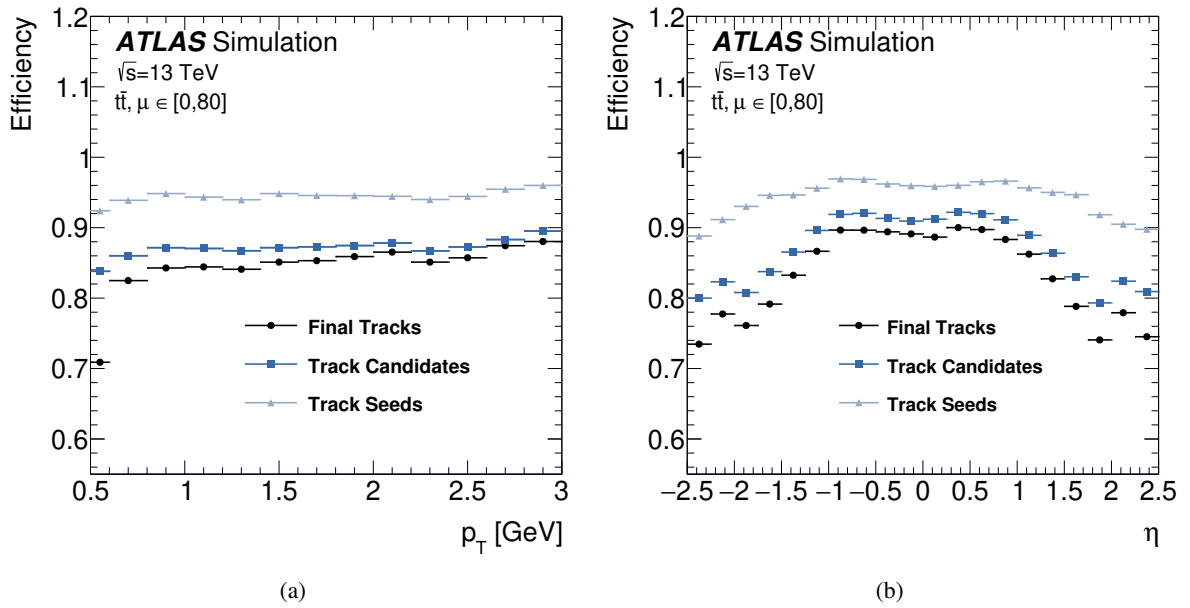 Efficiency
1.2
1.1
1
0.9
0.8
0.7
0.6
ATLAS Simulation
√s=13 TeV
tt̄, μ ∈ [0,80]
Final Tracks
Track Candidates
Track Seeds
0.5 1 1.5 2 2.5 3
p_T [GeV]
(a)
Efficiency
1.2
1.1
1
0.9
0.8
0.7
0.6
ATLAS Simulation
√s=13 TeV
tt̄, μ ∈ [0,80]
Final Tracks
Track Candidates
Track Seeds
−2.5 −2 −1.5 −1 −0.5 0 0.5 1 1.5 2 2.5
η
(b)